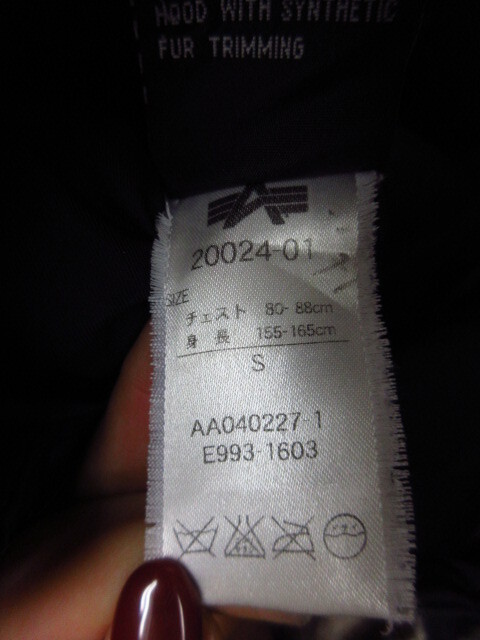 HOOD WITH SYNTHETIC
FUR TRIMMING
20024-01
SIZE
チェスト 80-88cm
身 長 155-165cm
S
AA040227-1
E993-1603